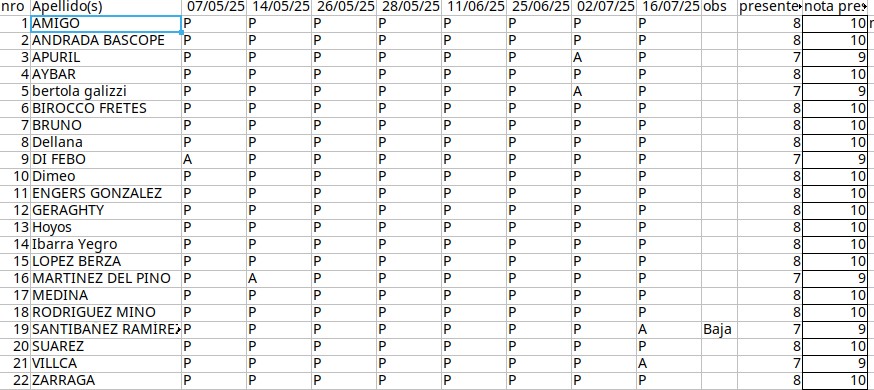 nro Apellido(s) 07/05/25 14/05/25 26/05/25 28/05/25 11/06/25 25/06/25 02/07/25 16/07/25 obs presente nota pres
1 AMIGO P P P P P P P P 8 10
2 ANDRADA BASCOPE P P P P P P P P 8 10
3 APURIL P P P P P P A P 7 9
4 AYBAR P P P P P P P P 8 10
5 bertola galizzi P P P P P P A P 7 9
6 BIROCCO FRETES P P P P P P P P 8 10
7 BRUNO P P P P P P P P 8 10
8 Dellana P P P P P P P P 8 10
9 DI FEBO A P P P P P P P 7 9
10 Dimeo P P P P P P P P 8 10
11 ENGERS GONZALEZ P P P P P P P P 8 10
12 GERAGHTY P P P P P P P P 8 10
13 Hoyos P P P P P P P P 8 10
14 Ibarra Yegro P P P P P P P P 8 10
15 LOPEZ BERZA P P P P P P P P 8 10
16 MARTINEZ DEL PINO P A P P P P P P 7 9
17 MEDINA P P P P P P P P 8 10
18 RODRIGUEZ MINO P P P P P P P P 8 10
19 SANTIBANEZ RAMIREZ P P P P P P P A Baja 7 9
20 SUAREZ P P P P P P P P 8 10
21 VILLCA P P P P P P P A 7 9
22 ZARRAGA P P P P P P P P 8 10